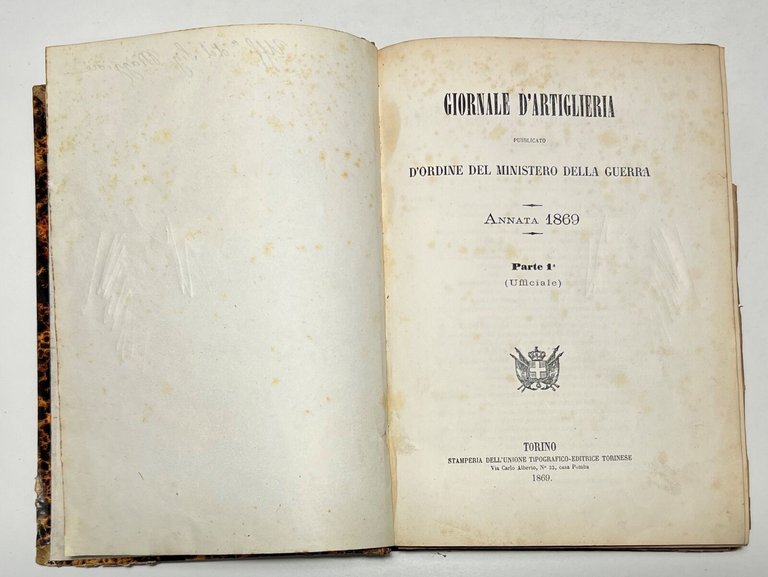 GIORNALE D'ARTIGLIERIA
PUBBLICATO
D'ORDINE DEL MINISTERO DELLA GUERRA
ANNATA 1869
Parte 1ª
(Ufficiale)
TORINO
STAMPERIA DELL'UNIONE TIPOGRAFICO-EDITRICE TORINESE
Via Carlo Alberto, Nº 33, casa Pomba
1869.